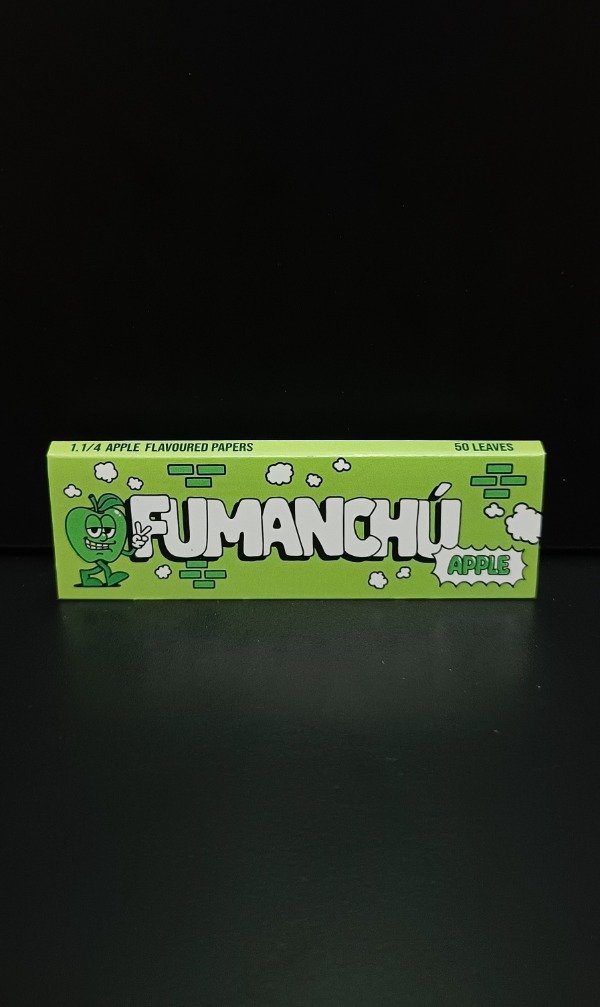 1.1/4 APPLE FLAVOURED PAPERS 50 LEAVES
FUMANCHÚ
APPLE